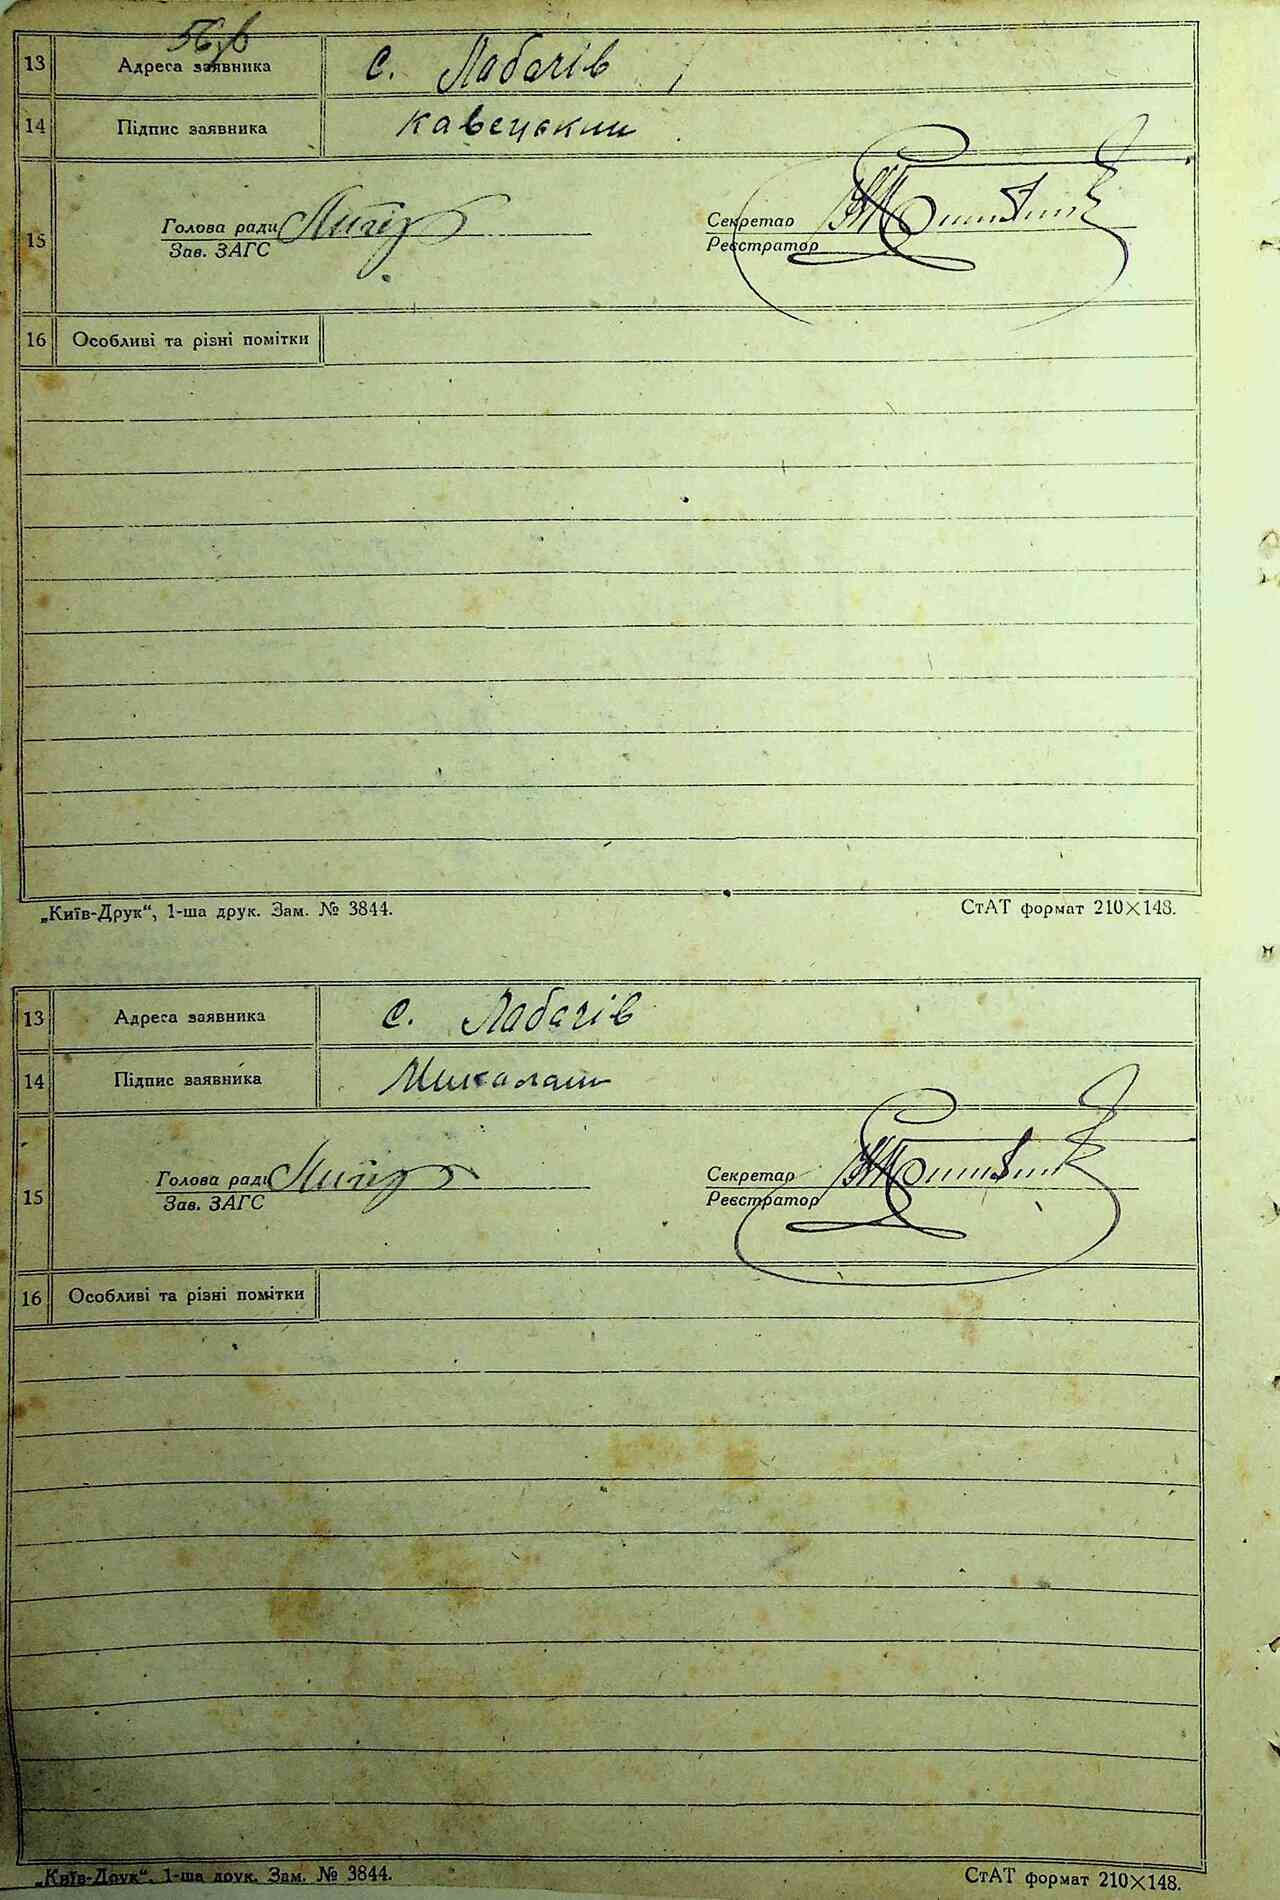 56 в
13 Адреса заявника с. Лабачів
14 Підпис заявника Кавецкий
Голова ради Секретар
15 Зав. ЗАГС Реєстратор
16 Особливі та різні помітки
„Київ-Друк“, 1-ша друк. Зам. № 3844. СтАТ формат 210×148.
13 Адреса заявника с. Лабачів
14 Підпис заявника Миколаш
Голова ради Секретар
15 Зав. ЗАГС Реєстратор
16 Особливі та різні помітки
„Київ-Друк“, 1-ша друк. Зам. № 3844. СтАТ формат 210×148.